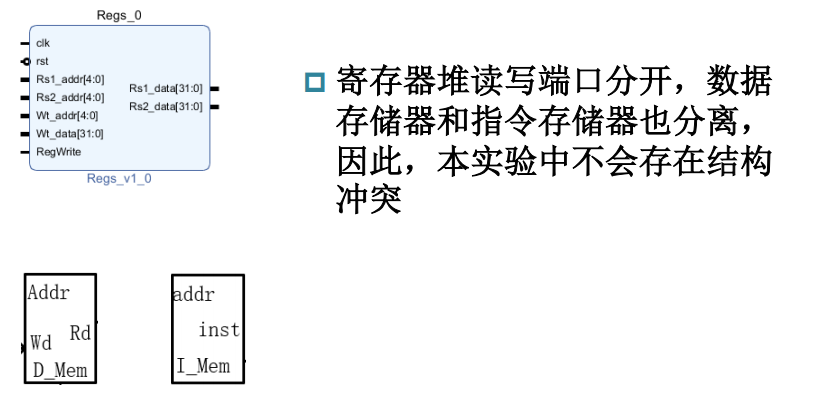 Regs_0
clk
rst
Rs1_addr[4:0]
Rs2_addr[4:0]
Wt_addr[4:0]
Wt_data[31:0]
RegWrite
Rs1_data[31:0]
Rs2_data[31:0]
Regs_v1_0
寄存器堆读写端口分开，数据
存储器和指令存储器也分离，
因此，本实验中不会存在结构
冲突
Addr
Rd
Wd
D_Mem
addr
inst
I_Mem